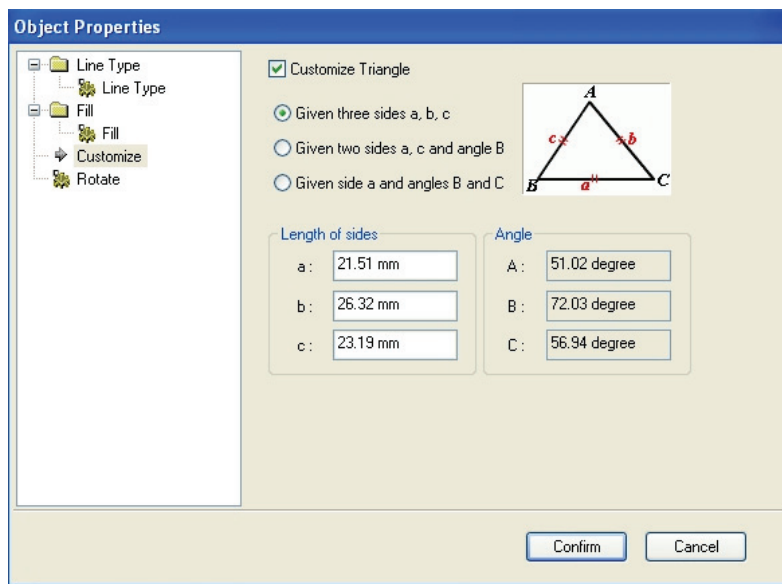 Object Properties
Line Type
Line Type
Fill
Fill
Customize
Rotate
Customize Triangle
Given three sides a, b, c
Given two sides a, c and angle B
Given side a and angles B and C
A
c
b
B
a
C
Length of sides
a : 21.51 mm
b : 26.32 mm
c : 23.19 mm
Angle
A : 51.02 degree
B : 72.03 degree
C : 56.94 degree
Confirm
Cancel